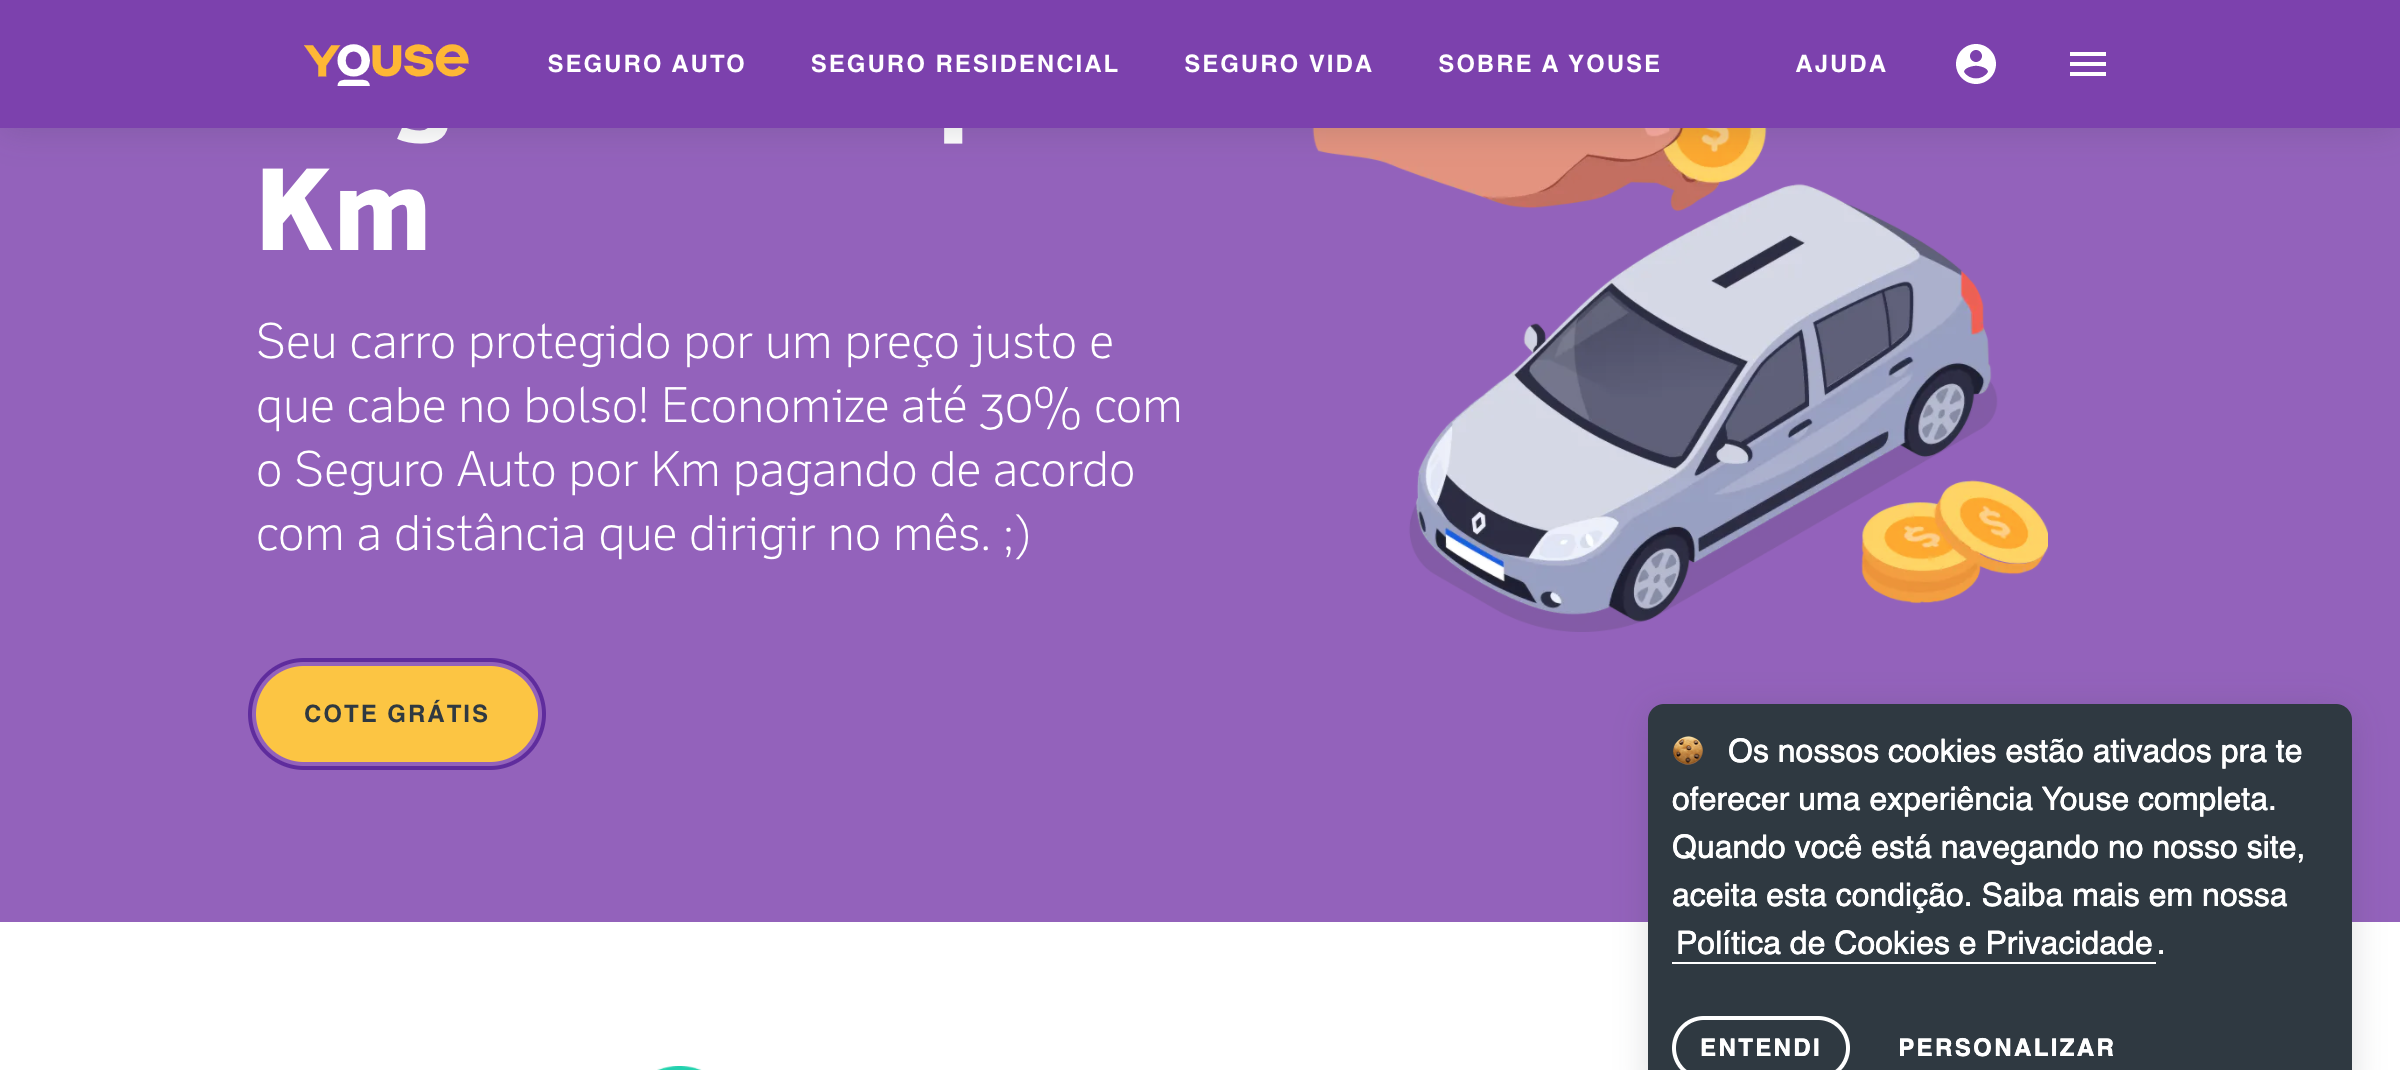 YOUSE
SEGURO AUTO
SEGURO RESIDENCIAL
SEGURO VIDA
SOBRE A YOUSE
AJUDA
Km
Seu carro protegido por um preço justo e
que cabe no bolso! Economize até 30% com
o Seguro Auto por Km pagando de acordo
com a distância que dirigir no mês. ;)
COTE GRÁTIS
Os nossos cookies estão ativados pra te
oferecer uma experiência Youse completa.
Quando você está navegando no nosso site,
aceita esta condição. Saiba mais em nossa
Política de Cookies e Privacidade.
ENTENDI
PERSONALIZAR